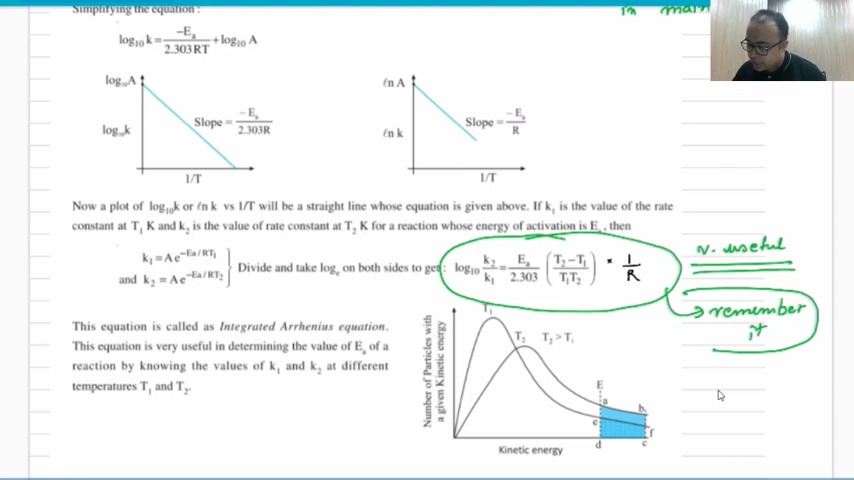 Simplifying the equation :
in main
log₁₀ k = −Eₐ / 2.303 RT + log₁₀ A
log₁₀A
log₁₀k
Slope = −Eₐ / 2.303R
1/T
ℓn A
ℓn k
Slope = −Eₐ / R
1/T
Now a plot of log₁₀k or ℓn k vs 1/T will be a straight line whose equation is given above. If k₁ is the value of the rate
constant at T₁ K and k₂ is the value of rate constant at T₂ K for a reaction whose energy of activation is Eₐ, then
k₁ = Ae^(−Ea/RT₁)
and k₂ = Ae^(−Ea/RT₂) } Divide and take logₑ on both sides to get : log₁₀ k₂/k₁ = Eₐ/2.303 (T₂−T₁ / T₁T₂) * 1/R
v. useful
→ remember
it
This equation is called as Integrated Arrhenius equation.
This equation is very useful in determining the value of Eₐ of a
reaction by knowing the values of k₁ and k₂ at different
temperatures T₁ and T₂.
Number of Particles with
a given Kinetic energy
T₁
T₂ T₂ > T₁
E
a b
e f
d c
Kinetic energy